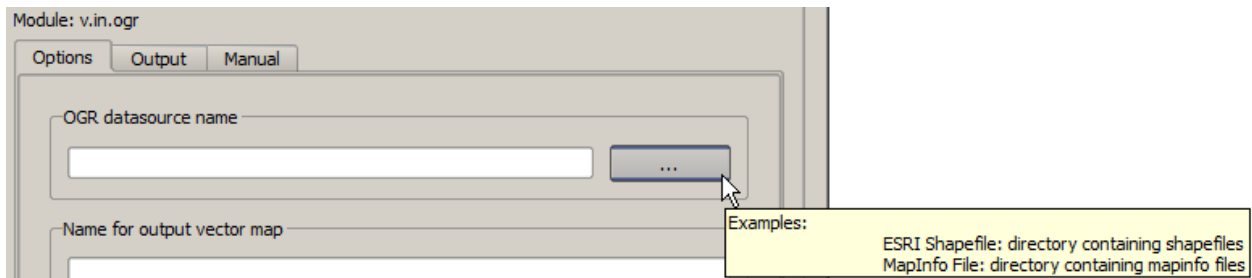 Module: v.in.ogr
Options Output Manual
OGR datasource name
...
Name for output vector map
Examples:
ESRI Shapefile: directory containing shapefiles
MapInfo File: directory containing mapinfo files